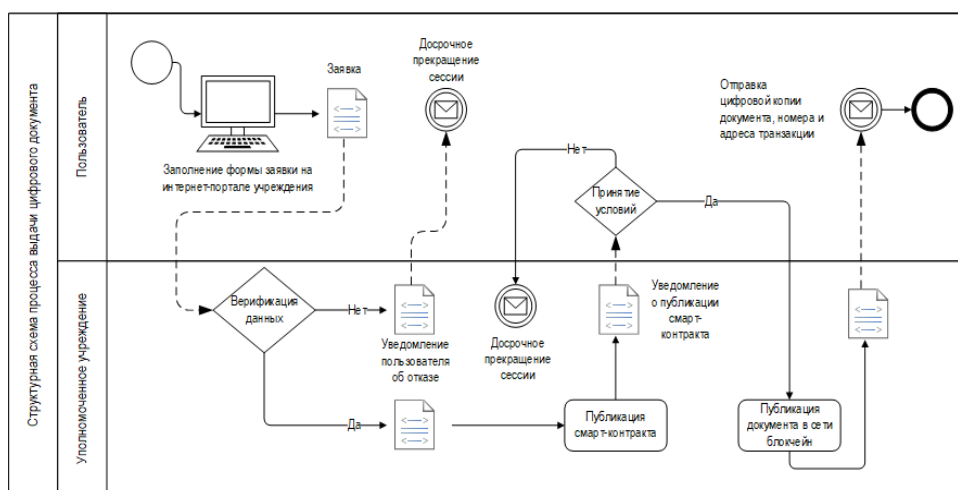 Структурная схема процесса выдачи цифрового документа
Пользователь
Заявка
Заполнение формы заявки на
интернет-портале учреждения
Досрочное
прекращение
сессии
Нет
Принятие
условий
Да
Отправка
цифровой копии
документа, номера и
адреса транзакции
Уполномоченное учреждение
Верификация
данных
Нет
Уведомление
пользователя
об отказе
Да
Досрочное
прекращение
сессии
Уведомление
о публикации
смарт-
контракта
Публикация
смарт-контракта
Публикация
документа в сети
блокчейн